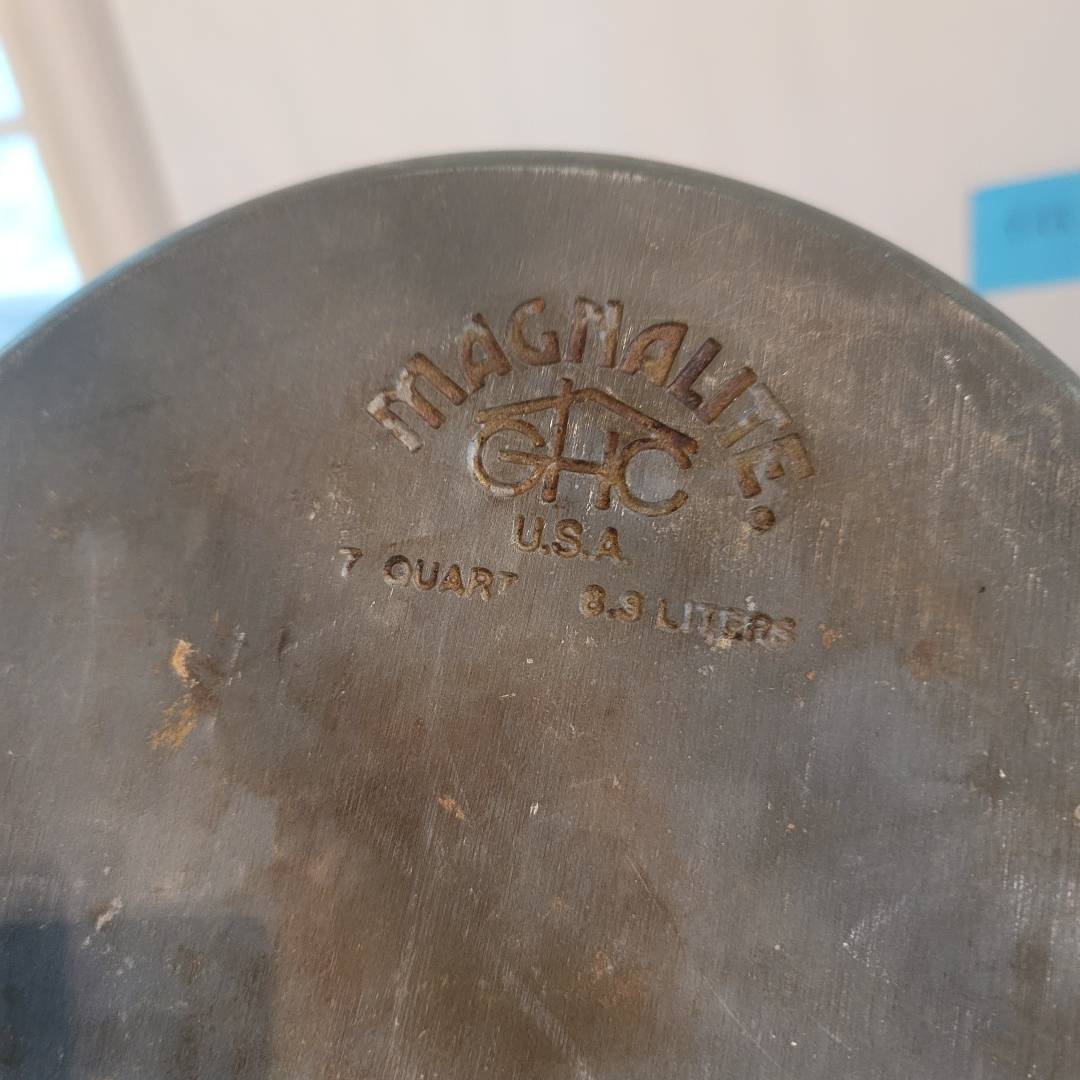 MAGNALITE
GHC
U.S.A.
7 QUART 8.3 LITERS